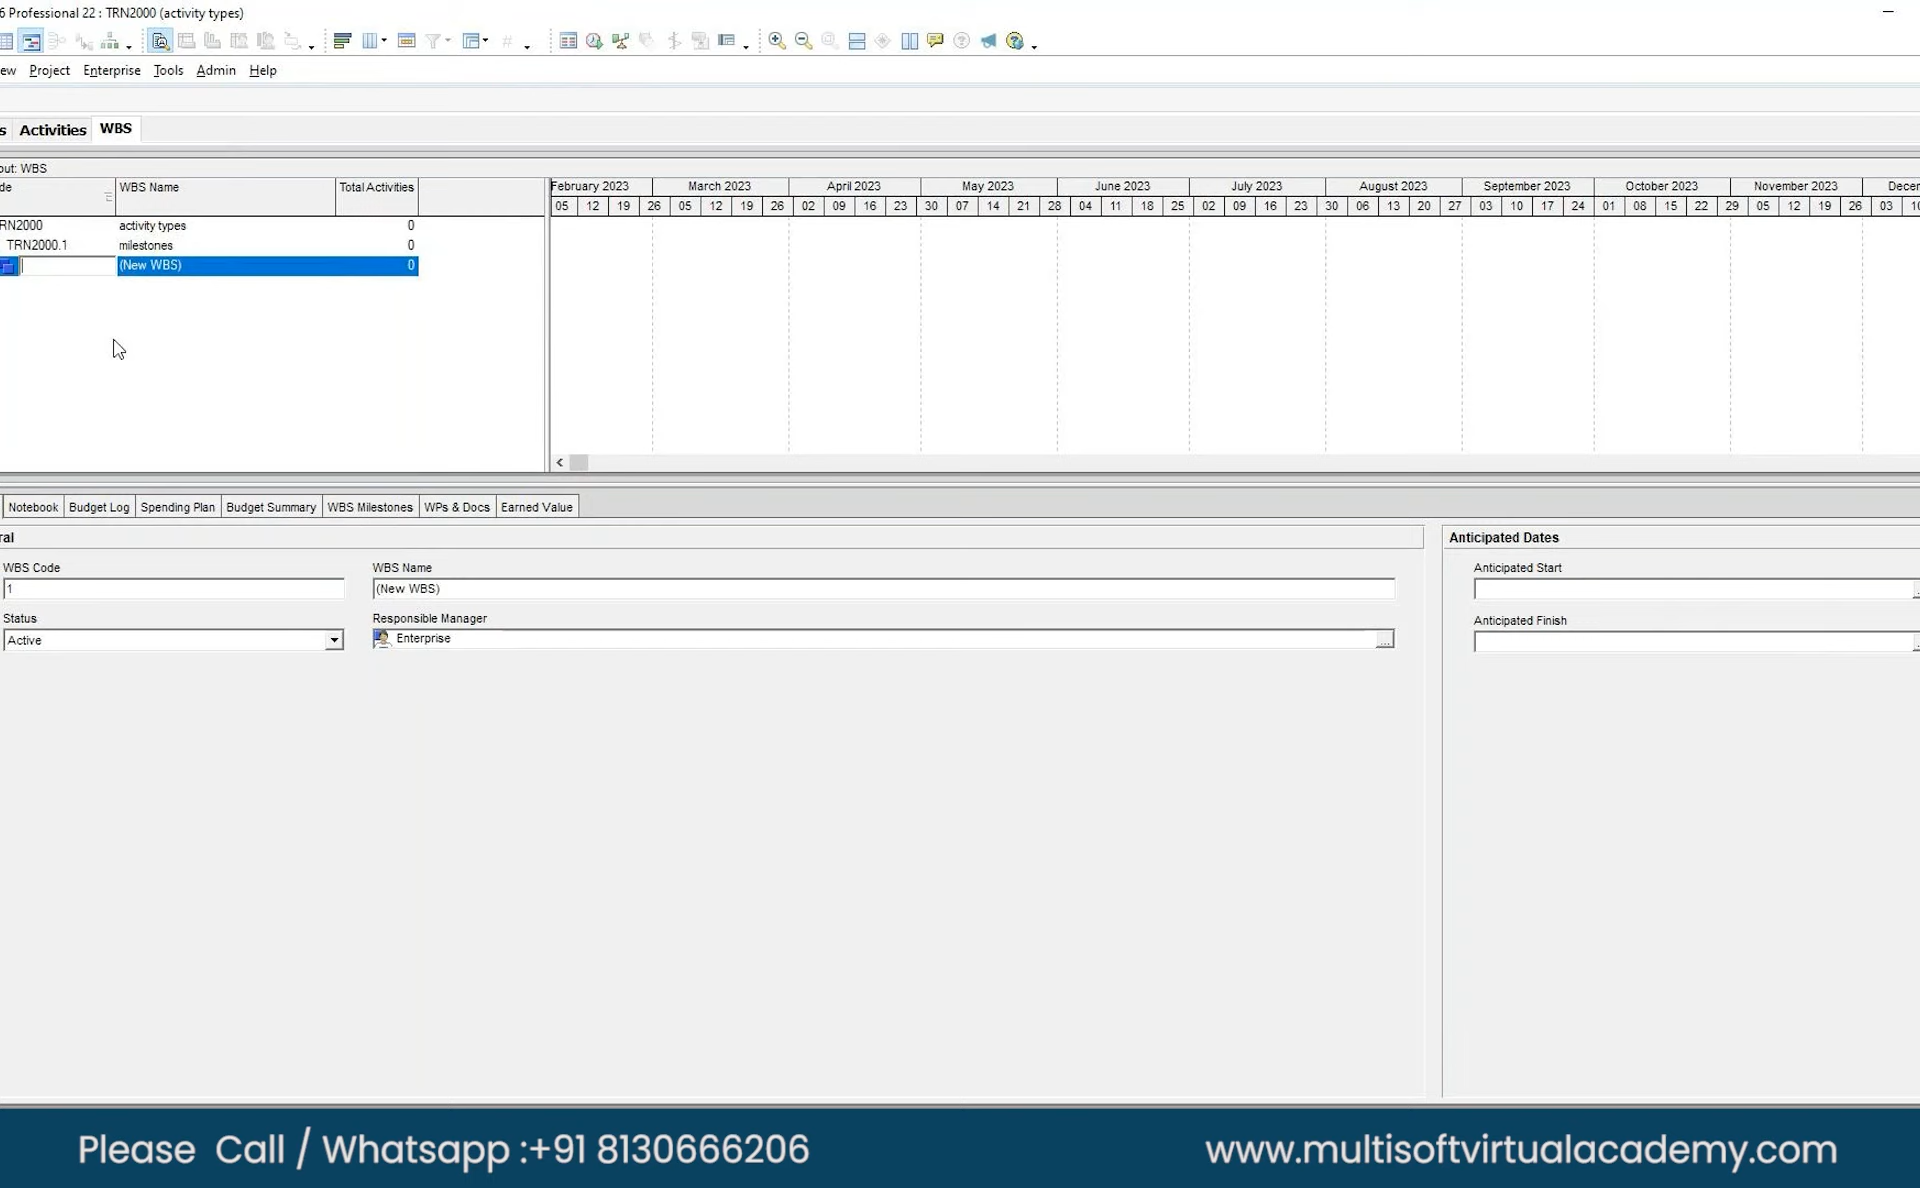 6 Professional 22 : TRN2000 (activity types)
ew Project Enterprise Tools Admin Help
s Activities WBS
out: WBS
de WBS Name Total Activities
February 2023 March 2023 April 2023 May 2023 June 2023 July 2023 August 2023 September 2023 October 2023 November 2023 Decem
05 12 19 26 05 12 19 26 02 09 16 23 30 07 14 21 28 04 11 18 25 02 09 16 23 30 06 13 20 27 03 10 17 24 01 08 15 22 29 05 12 19 26 03 10
RN2000 activity types 0
TRN2000.1 milestones 0
(New WBS) 0
Notebook Budget Log Spending Plan Budget Summary WBS Milestones WPs & Docs Earned Value
ral
Anticipated Dates
WBS Code WBS Name Anticipated Start
1 (New WBS)
Status Responsible Manager Anticipated Finish
Active Enterprise ...
Please Call / Whatsapp :+91 8130666206
www.multisoftvirtualacademy.com